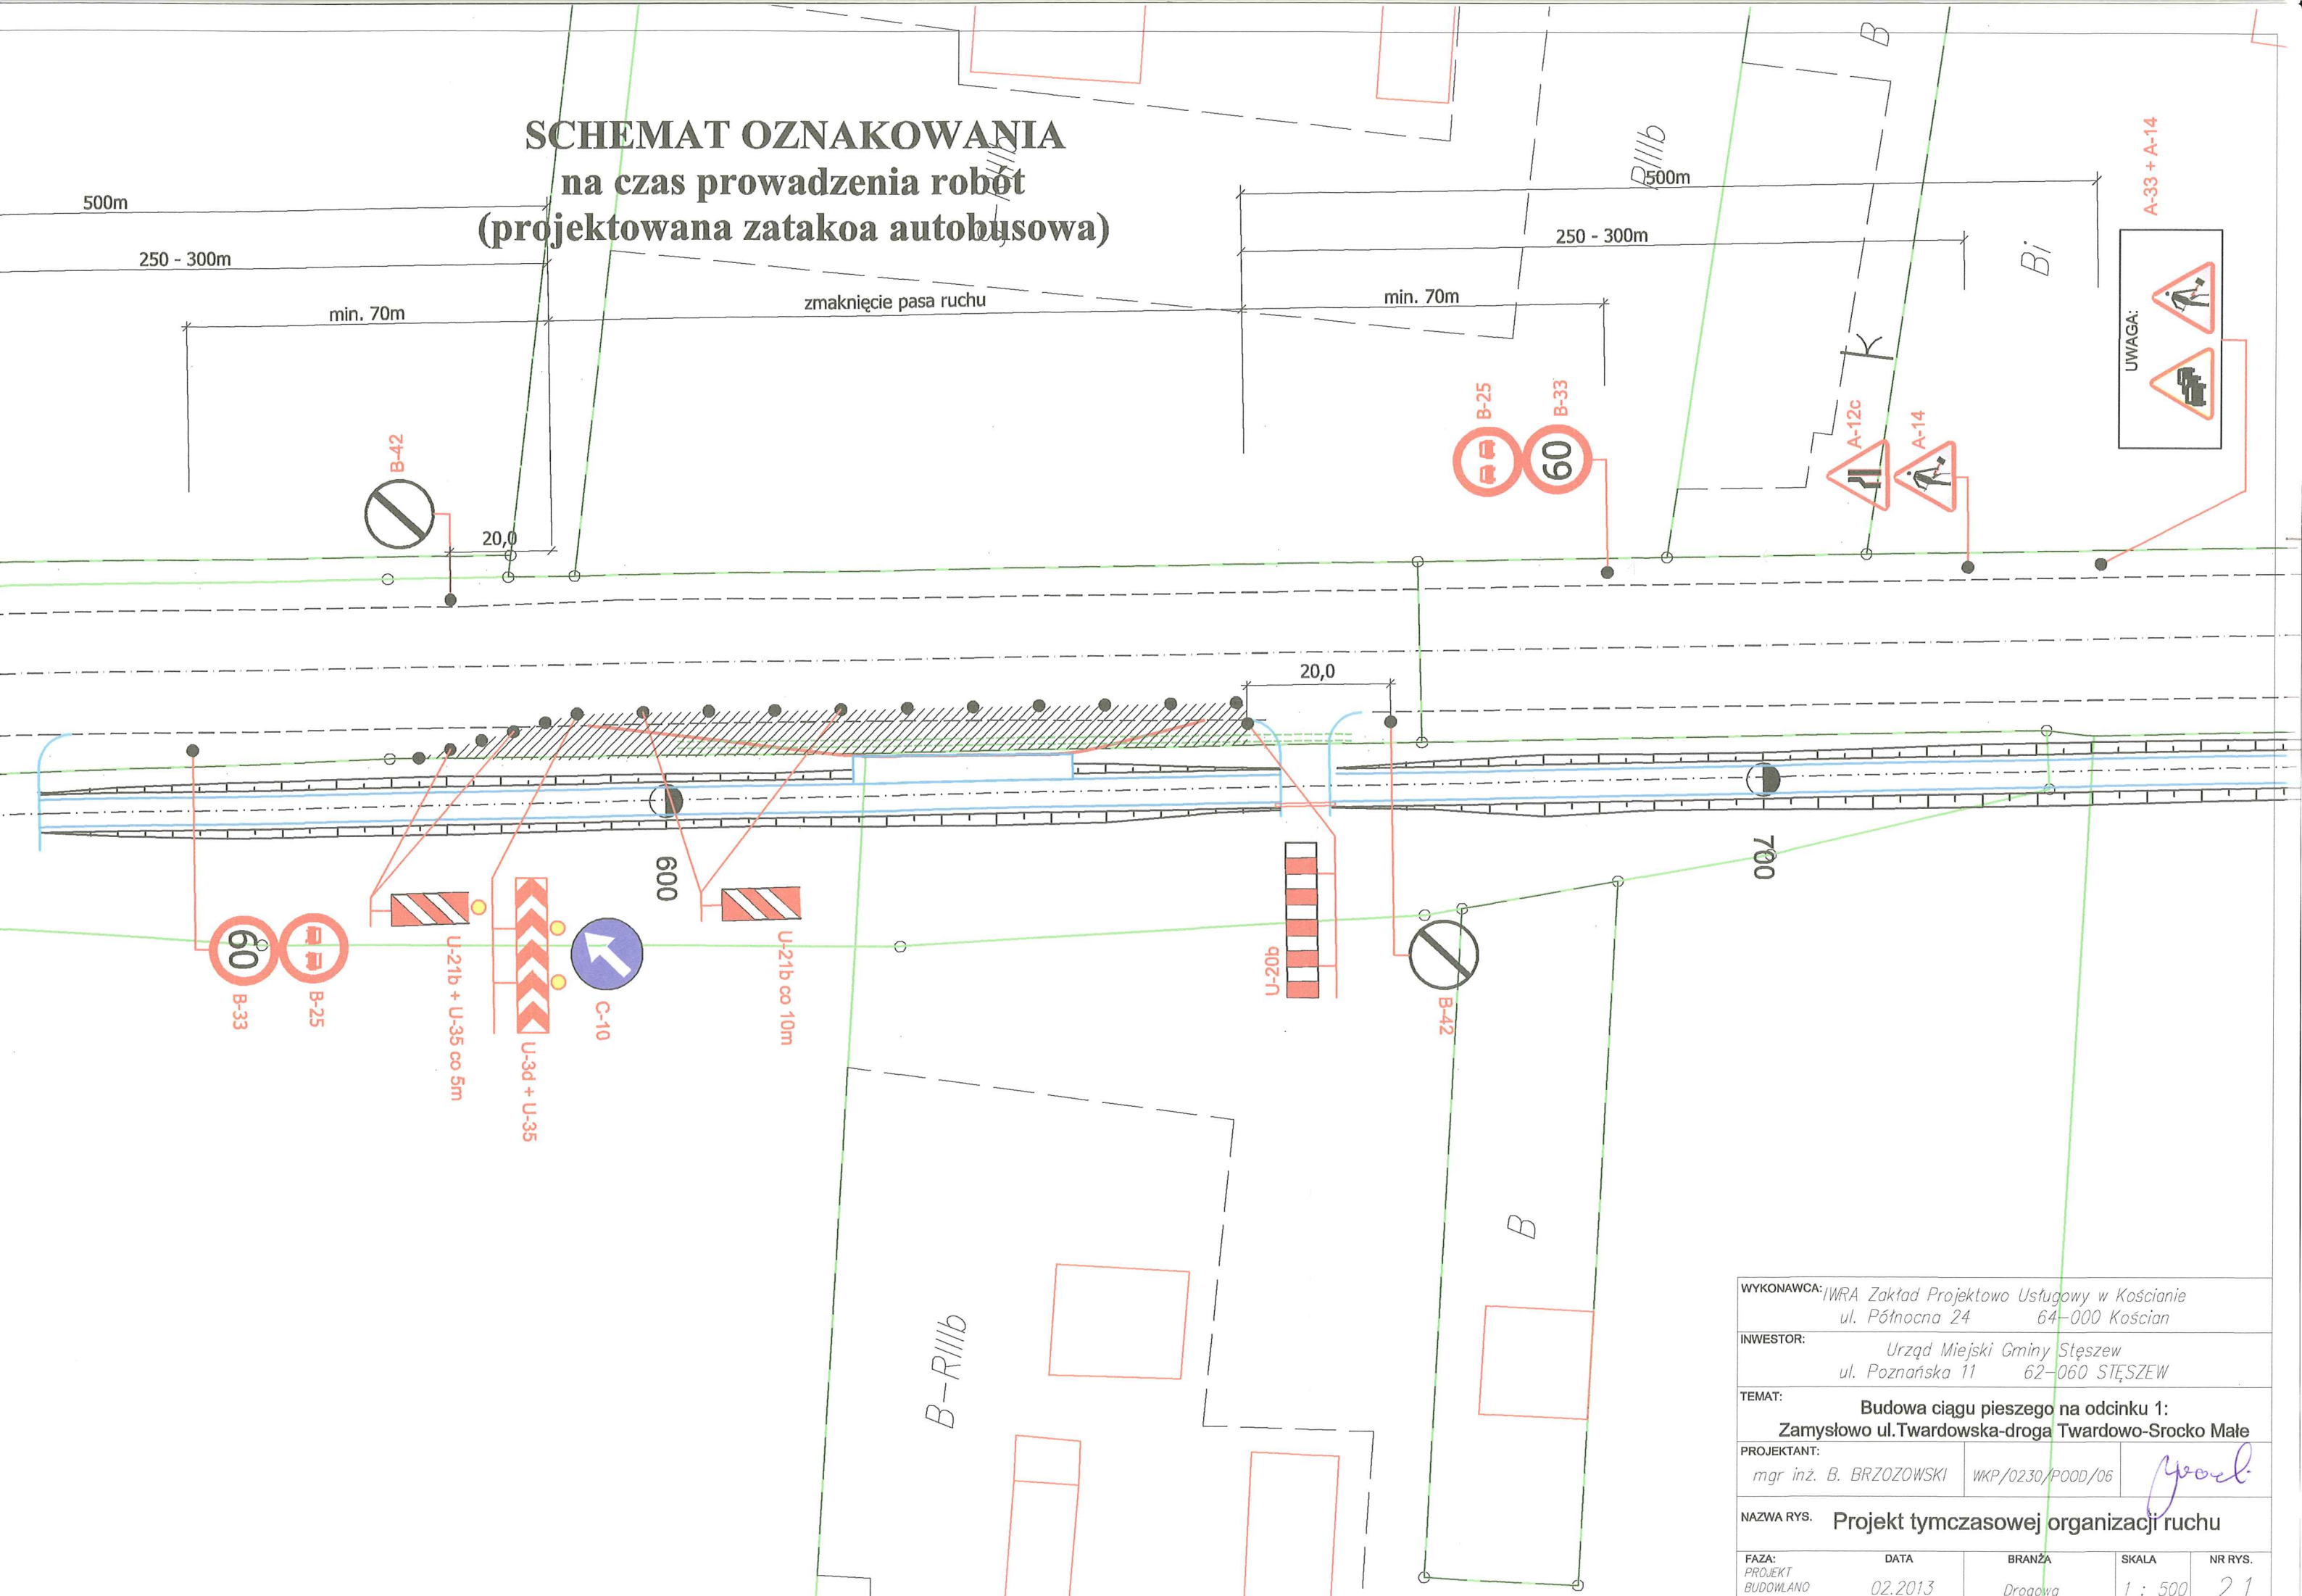 SCHEMAT OZNAKOWANIA
na czas prowadzenia robót
(projektowana zatakoa autobusowa)
500m
250 - 300m
min. 70m
zmaknięcie pasa ruchu
500m
250 - 300m
min. 70m
B
RIIIb
Bi
K
A-33 + A-14
UWAGA:
B-42
20,0
B-25
B-33
60
A-12c
A-14
20,0
600
700
60
B-33
B-25
U-21b + U-35 co 5m
U-3d + U-35
C-10
U-21b co 10m
U-20b
B-42
B
B-RIIIb
WYKONAWCA: IWRA Zakład Projektowo Usługowy w Kościanie
ul. Północna 24 64-000 Kościan
INWESTOR: Urząd Miejski Gminy Stęszew
ul. Poznańska 11 62-060 STĘSZEW
TEMAT: Budowa ciągu pieszego na odcinku 1:
Zamysłowo ul.Twardowska-droga Twardowo-Srocko Małe
PROJEKTANT:
mgr inż. B. BRZOZOWSKI WKP/0230/POOD/06
NAZWA RYS. Projekt tymczasowej organizacji ruchu
FAZA: DATA BRANŻA SKALA NR RYS.
PROJEKT
BUDOWLANO 02.2013 Drogowa 1 : 500 2.1